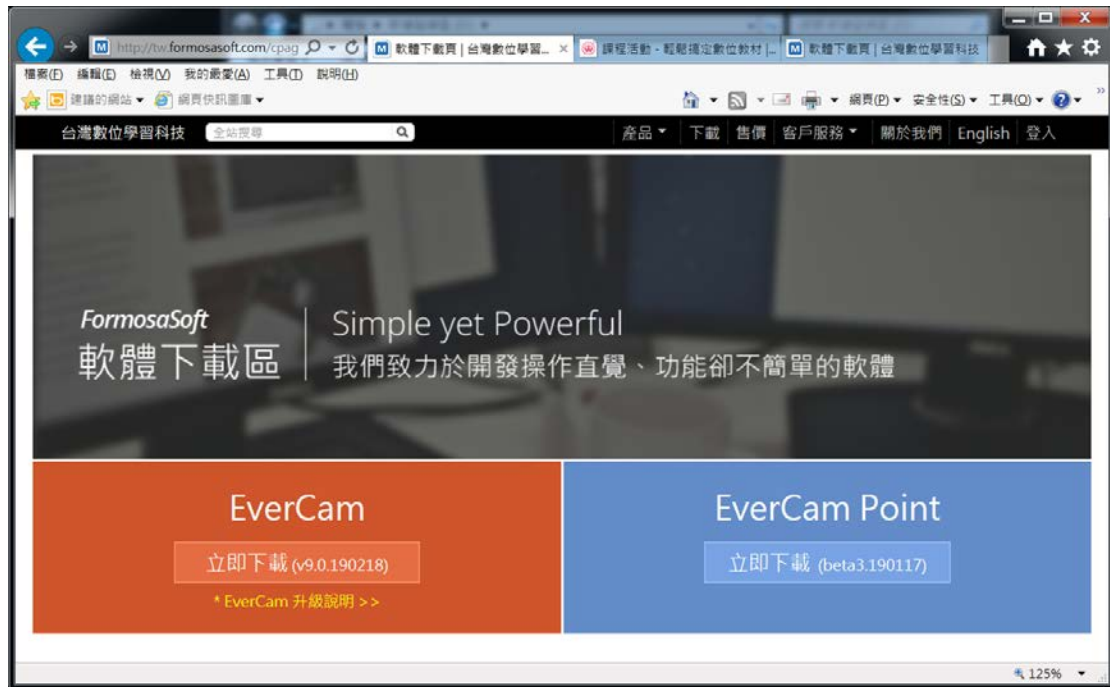 http://tw.formosasoft.com/cpag
軟體下載頁 | 台灣數位學習...
課程活動 - 輕鬆搞定數位教材 |...
軟體下載頁 | 台灣數位學習科技
檔案(F) 編輯(E) 檢視(V) 我的最愛(A) 工具(T) 說明(H)
建議的網站 網頁快訊圖庫
網頁(P) 安全性(S) 工具(O)
台灣數位學習科技 全站搜尋 產品 下載 售價 客戶服務 關於我們 English 登入
FormosaSoft
軟體下載區
Simple yet Powerful
我們致力於開發操作直覺、功能卻不簡單的軟體
EverCam
立即下載 (v9.0.190218)
* EverCam 升級說明 >>
EverCam Point
立即下載 (beta3.190117)
125%